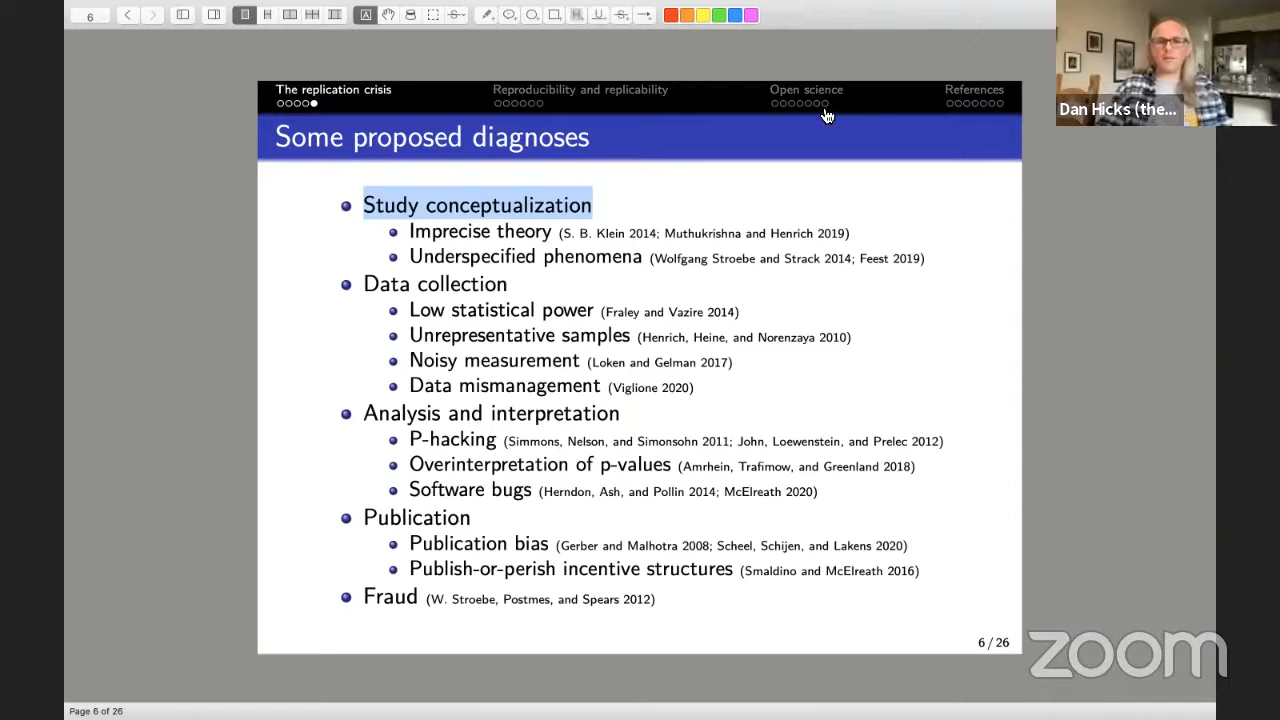 6
The replication crisis
Reproducibility and replicability
Open science
References
Dan Hicks (the...
Some proposed diagnoses
Study conceptualization
Imprecise theory (S. B. Klein 2014; Muthukrishna and Henrich 2019)
Underspecified phenomena (Wolfgang Stroebe and Strack 2014; Feest 2019)
Data collection
Low statistical power (Fraley and Vazire 2014)
Unrepresentative samples (Henrich, Heine, and Norenzaya 2010)
Noisy measurement (Loken and Gelman 2017)
Data mismanagement (Viglione 2020)
Analysis and interpretation
P-hacking (Simmons, Nelson, and Simonsohn 2011; John, Loewenstein, and Prelec 2012)
Overinterpretation of p-values (Amrhein, Trafimow, and Greenland 2018)
Software bugs (Herndon, Ash, and Pollin 2014; McElreath 2020)
Publication
Publication bias (Gerber and Malhotra 2008; Scheel, Schijen, and Lakens 2020)
Publish-or-perish incentive structures (Smaldino and McElreath 2016)
Fraud (W. Stroebe, Postmes, and Spears 2012)
6 / 26
zoom
Page 6 of 26